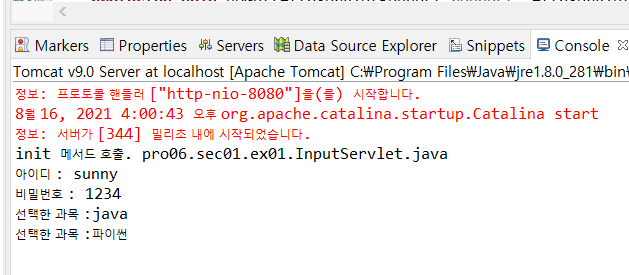 Markers Properties Servers Data Source Explorer Snippets Console
Tomcat v9.0 Server at localhost [Apache Tomcat] C:₩Program Files₩Java₩jre1.8.0_281₩bin₩
정보: 프로토콜 핸들러 ["http-nio-8080"]을(를) 시작합니다.
8월 16, 2021 4:00:43 오후 org.apache.catalina.startup.Catalina start
정보: 서버가 [344] 밀리초 내에 시작되었습니다.
init 메서드 호출. pro06.sec01.ex01.InputServlet.java
아이디 : sunny
비밀번호 : 1234
선택한 과목 :java
선택한 과목 :파이썬